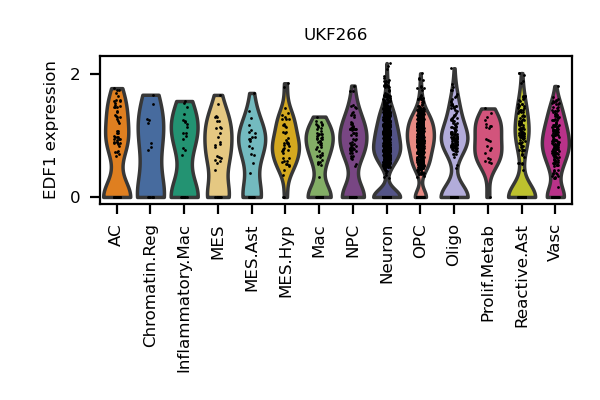 UKF266
EDF1 expression
2
0
AC
Chromatin.Reg
Inflammatory.Mac
MES
MES.Ast
MES.Hyp
Mac
NPC
Neuron
OPC
Oligo
Prolif.Metab
Reactive.Ast
Vasc